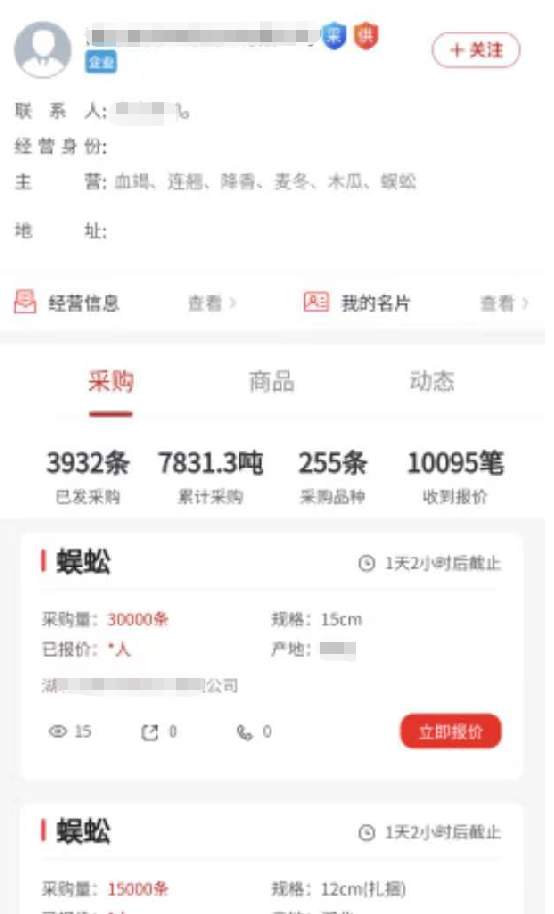 采 供
企业
+ 关注
联系人:
经营身份:
主营: 血竭、连翘、降香、麦冬、木瓜、蜈蚣
地址:
经营信息 查看 我的名片 查看
采购 商品 动态
3932条 7831.3吨 255条 10095笔
已发采购 累计采购 采购品种 收到报价
蜈蚣 1天2小时后截止
采购量: 30000条 规格: 15cm
已报价: *人 产地:
湖 公司
15 0 0 立即报价
蜈蚣 1天2小时后截止
采购量: 15000条 规格: 12cm(扎捆)